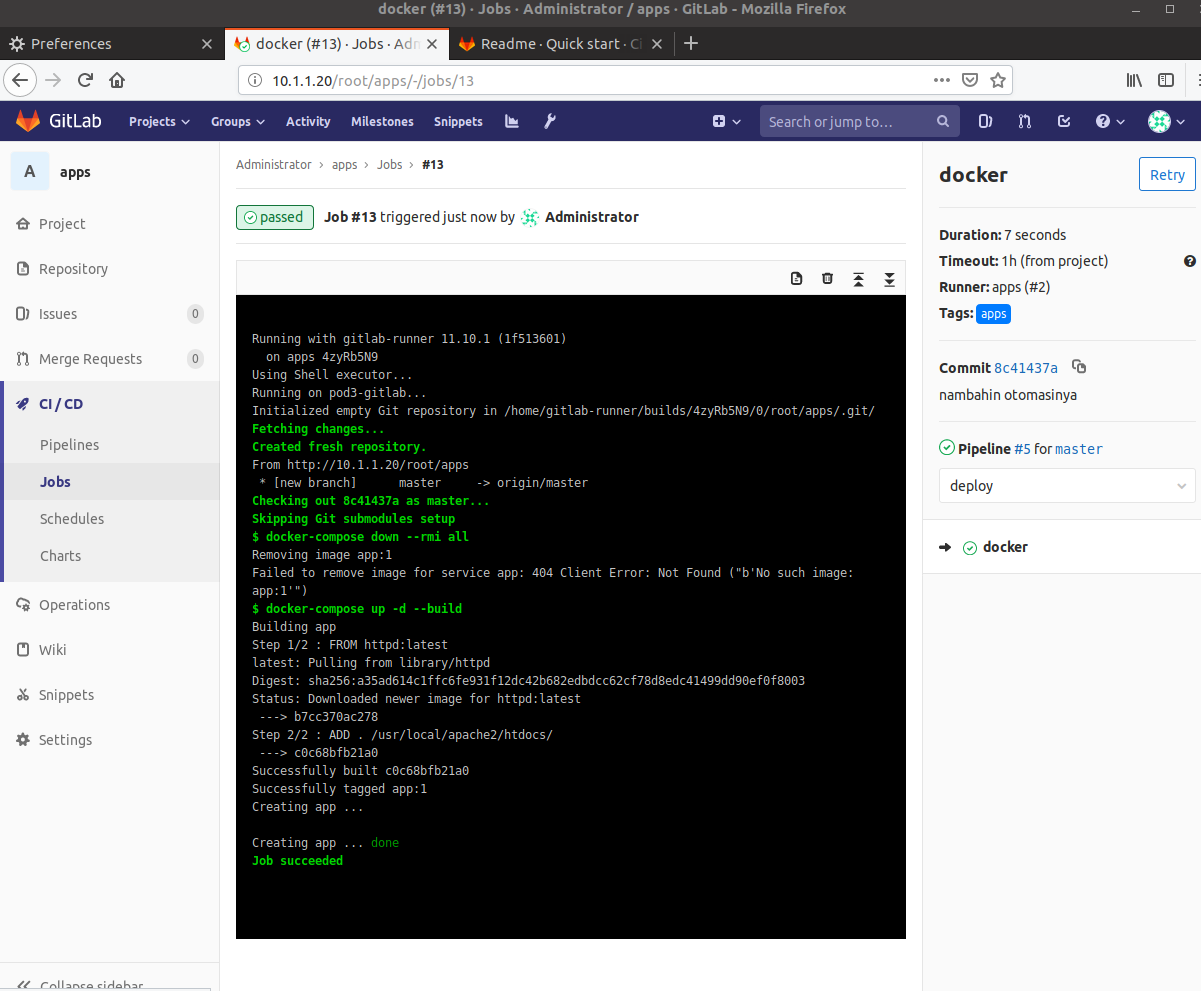 docker (#13) · Jobs · Administrator / apps · GitLab - Mozilla Firefox
Preferences
docker (#13) · Jobs · Adm
Readme · Quick start · Ci
10.1.1.20/root/apps/-/jobs/13
GitLab
Projects
Groups
Activity
Milestones
Snippets
Search or jump to...
A
apps
Project
Repository
Issues
0
Merge Requests
0
CI / CD
Pipelines
Jobs
Schedules
Charts
Operations
Wiki
Snippets
Settings
Collapse sidebar
Administrator › apps › Jobs › #13
passed
Job #13 triggered just now by Administrator
Running with gitlab-runner 11.10.1 (1f513601)
on apps 4zyRb5N9
Using Shell executor...
Running on pod3-gitlab...
Initialized empty Git repository in /home/gitlab-runner/builds/4zyRb5N9/0/root/apps/.git/
Fetching changes...
Created fresh repository.
From http://10.1.1.20/root/apps
* [new branch]      master     -> origin/master
Checking out 8c41437a as master...
Skipping Git submodules setup
$ docker-compose down --rmi all
Removing image app:1
Failed to remove image for service app: 404 Client Error: Not Found ("b'No such image:
app:1'")
$ docker-compose up -d --build
Building app
Step 1/2 : FROM httpd:latest
latest: Pulling from library/httpd
Digest: sha256:a35ad614c1ffc6fe931f12dc42b682edbdcc62cf78d8edc41499dd90ef0f8003
Status: Downloaded newer image for httpd:latest
---> b7cc370ac278
Step 2/2 : ADD . /usr/local/apache2/htdocs/
---> c0c68bfb21a0
Successfully built c0c68bfb21a0
Successfully tagged app:1
Creating app ...
Creating app ... done
Job succeeded
docker
Retry
Duration: 7 seconds
Timeout: 1h (from project)
Runner: apps (#2)
Tags: apps
Commit 8c41437a
nambahin otomasinya
Pipeline #5 for master
deploy
docker